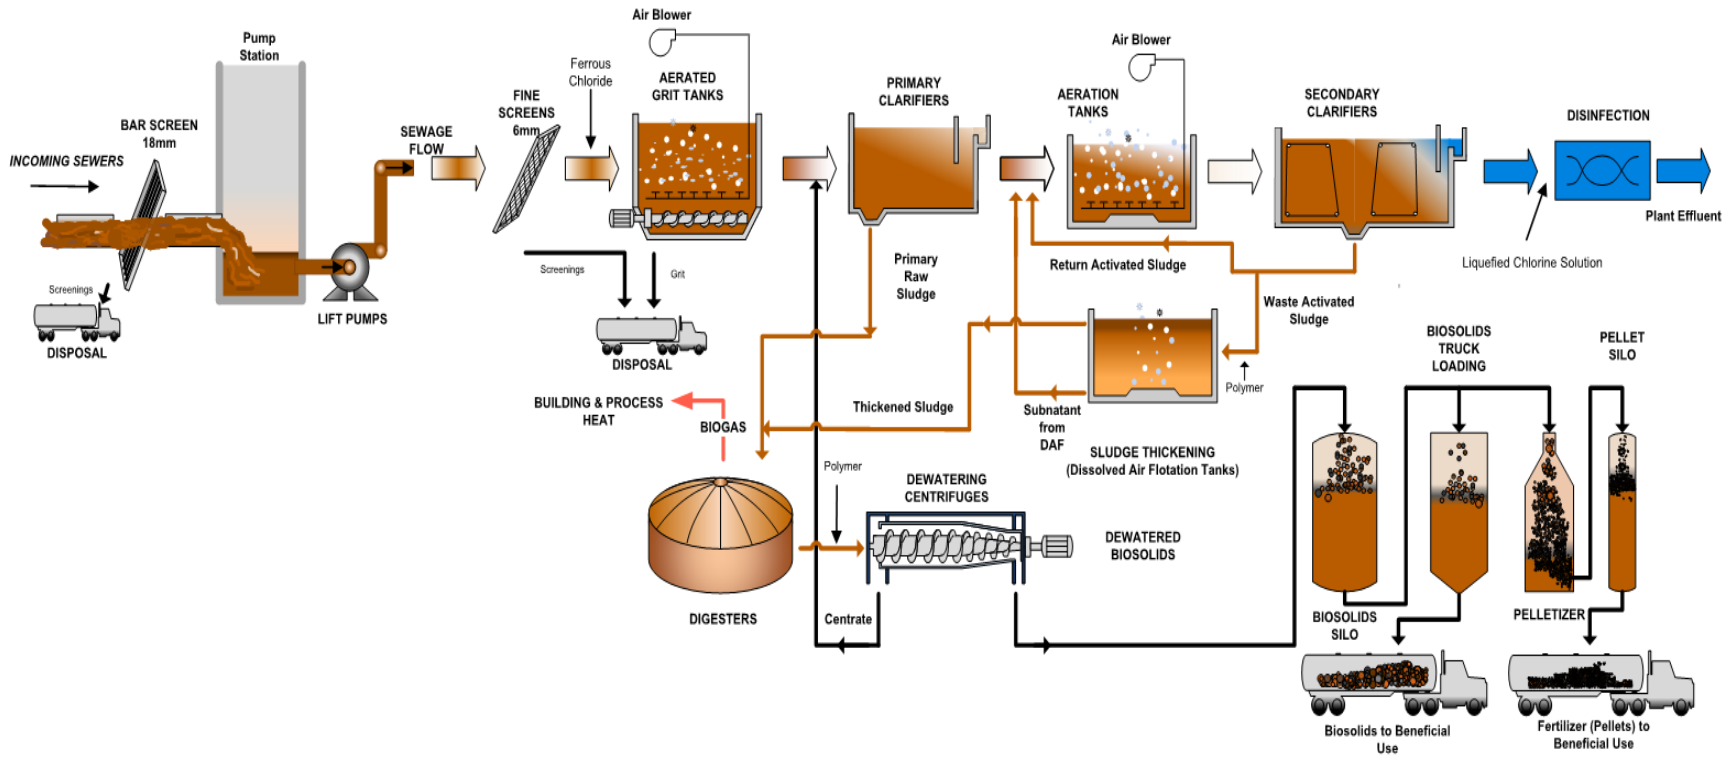 Air Blower
Pump
Station
Ferrous
Chloride
AERATED
GRIT TANKS
Air Blower
FINE
SCREENS
6mm
PRIMARY
CLARIFIERS
AERATION
TANKS
SECONDARY
CLARIFIERS
DISINFECTION
BAR SCREEN
18mm
SEWAGE
FLOW
INCOMING SEWERS
Plant Effluent
Screenings
LIFT PUMPS
DISPOSAL
Screenings
Grit
DISPOSAL
Primary
Raw
Sludge
Return Activated Sludge
Liquefied Chlorine Solution
Waste Activated
Sludge
Polymer
BIOSOLIDS
TRUCK
LOADING
PELLET
SILO
BUILDING & PROCESS
HEAT
BIOGAS
Thickened Sludge
Subnatant
from
DAF
SLUDGE THICKENING
(Dissolved Air Flotation Tanks)
Polymer
DEWATERING
CENTRIFUGES
DEWATERED
BIOSOLIDS
DIGESTERS
Centrate
BIOSOLIDS
SILO
PELLETIZER
Biosolids to Beneficial
Use
Fertilizer (Pellets) to
Beneficial Use